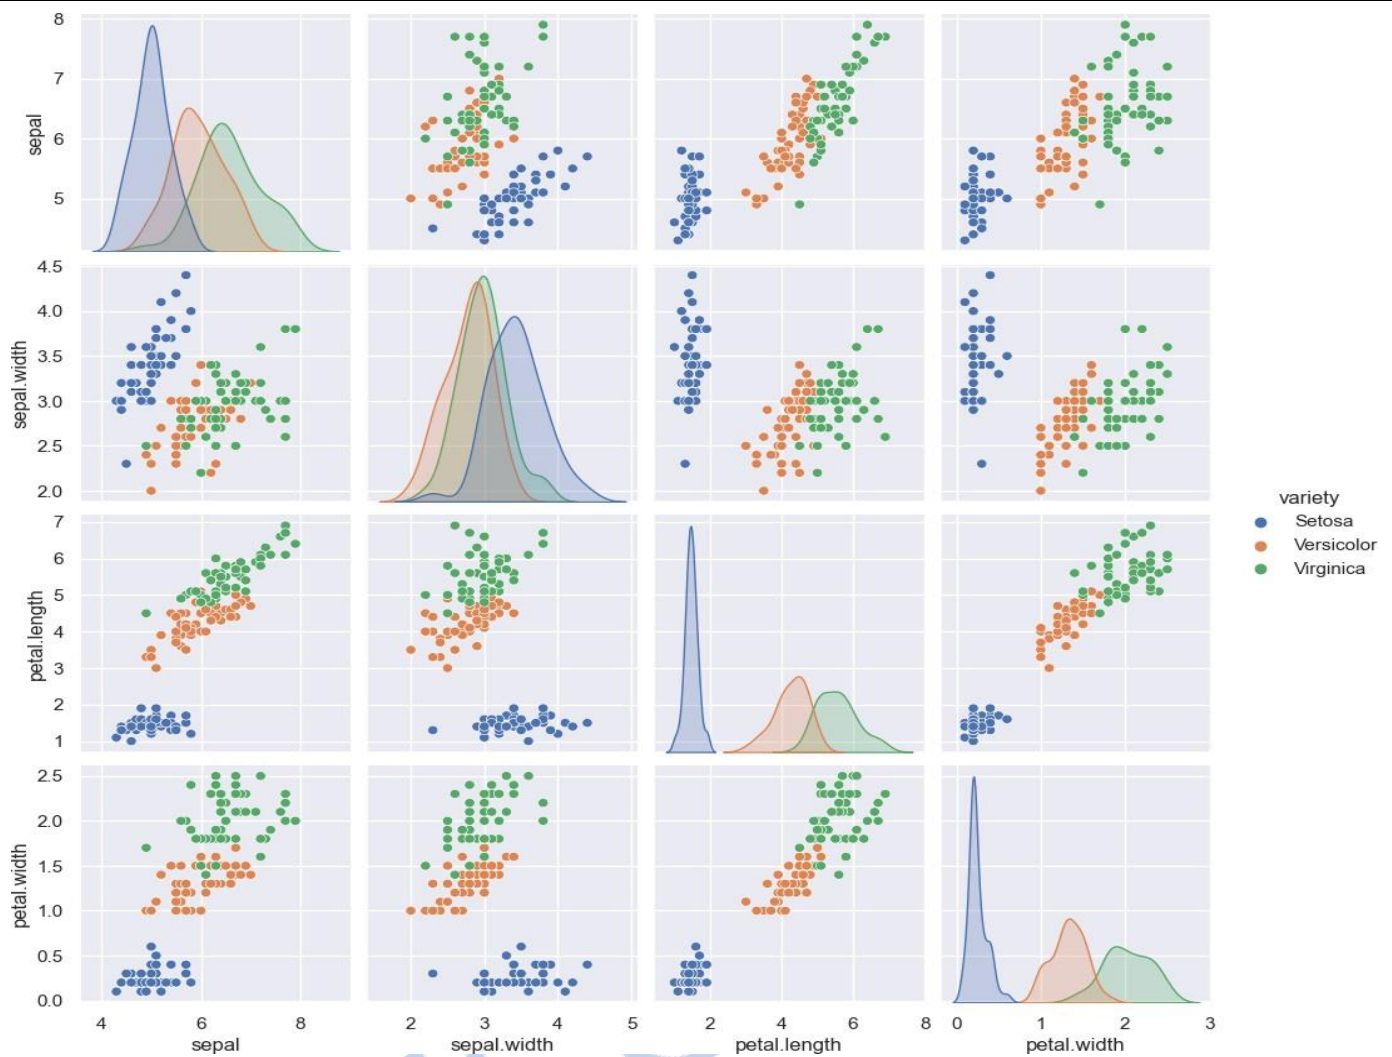 8
7
6
5
sepal
4.5
4.0
3.5
3.0
2.5
2.0
sepal.width
7
6
5
4
3
2
1
petal.length
2.5
2.0
1.5
1.0
0.5
0.0
petal.width
4 6 8
sepal
2 3 4 5
sepal.width
2 4 6 8
petal.length
0 1 2 3
petal.width
variety
Setosa
Versicolor
Virginica